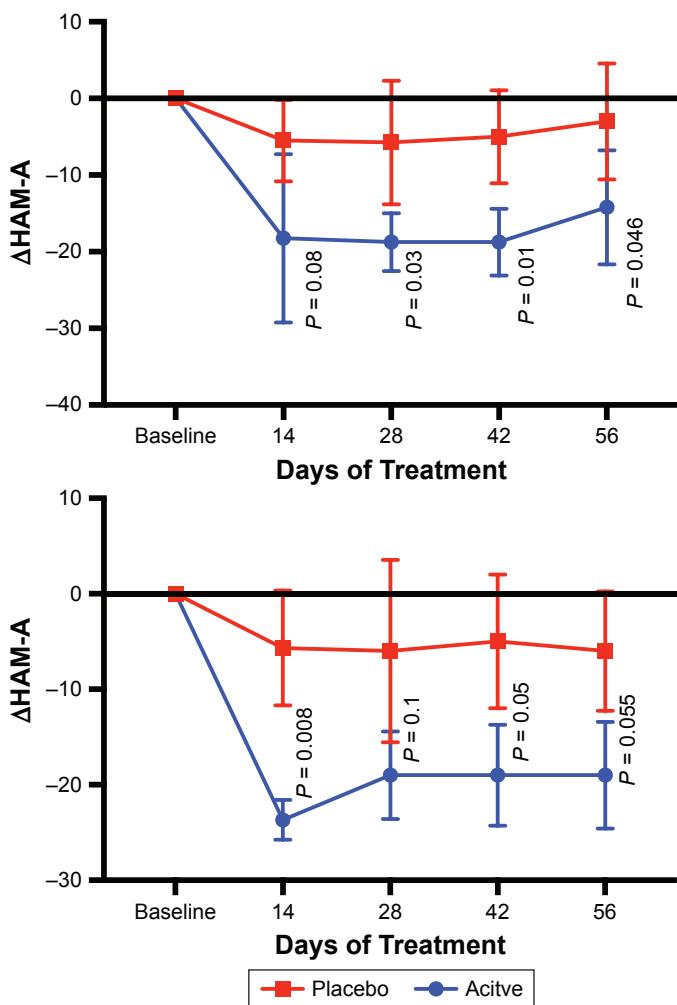 10
0
–10
–20
–30
–40
ΔHAM-A
P = 0.08
P = 0.03
P = 0.01
P = 0.046
Baseline 14 28 42 56
Days of Treatment
10
0
–10
–20
–30
ΔHAM-A
P = 0.008
P = 0.1
P = 0.05
P = 0.055
Baseline 14 28 42 56
Days of Treatment
Placebo Acitve